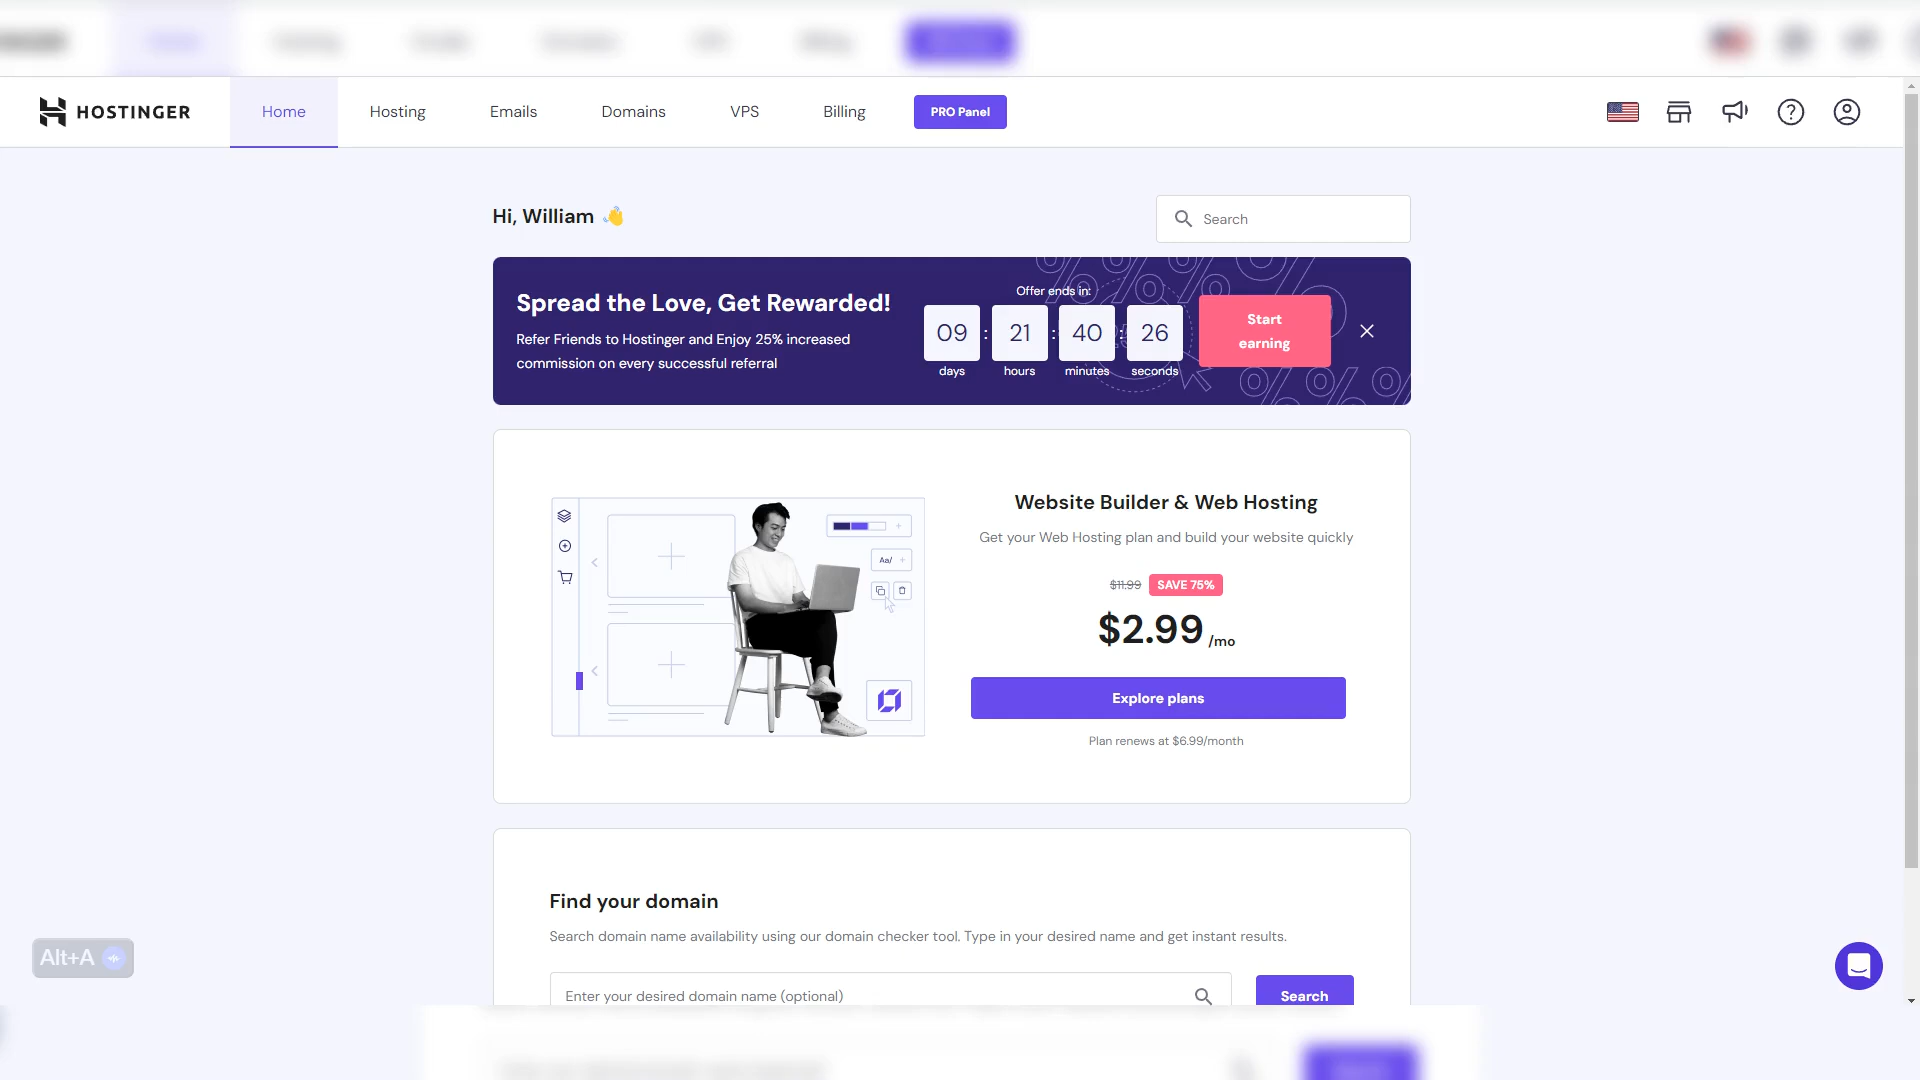 HOSTINGER
Home
Hosting
Emails
Domains
VPS
Billing
PRO Panel
Hi, William
Search
Spread the Love, Get Rewarded!
Refer Friends to Hostinger and Enjoy 25% increased
commission on every successful referral
Offer ends in:
09 : 21 : 40 : 26
days hours minutes seconds
Start
earning
Website Builder & Web Hosting
Get your Web Hosting plan and build your website quickly
$11.99 SAVE 75%
$2.99 /mo
Explore plans
Plan renews at $6.99/month
Aa/
Find your domain
Search domain name availability using our domain checker tool. Type in your desired name and get instant results.
Enter your desired domain name (optional)
Search
Alt+A